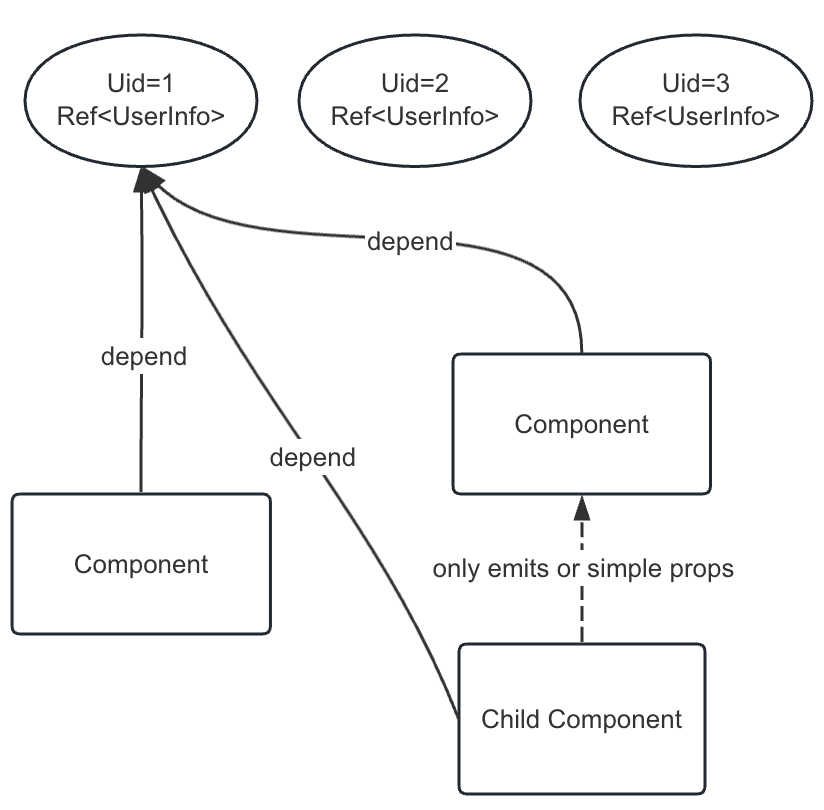 Uid=1
Ref<UserInfo>
Uid=2
Ref<UserInfo>
Uid=3
Ref<UserInfo>
depend
depend
depend
Component
Component
only emits or simple props
Child Component